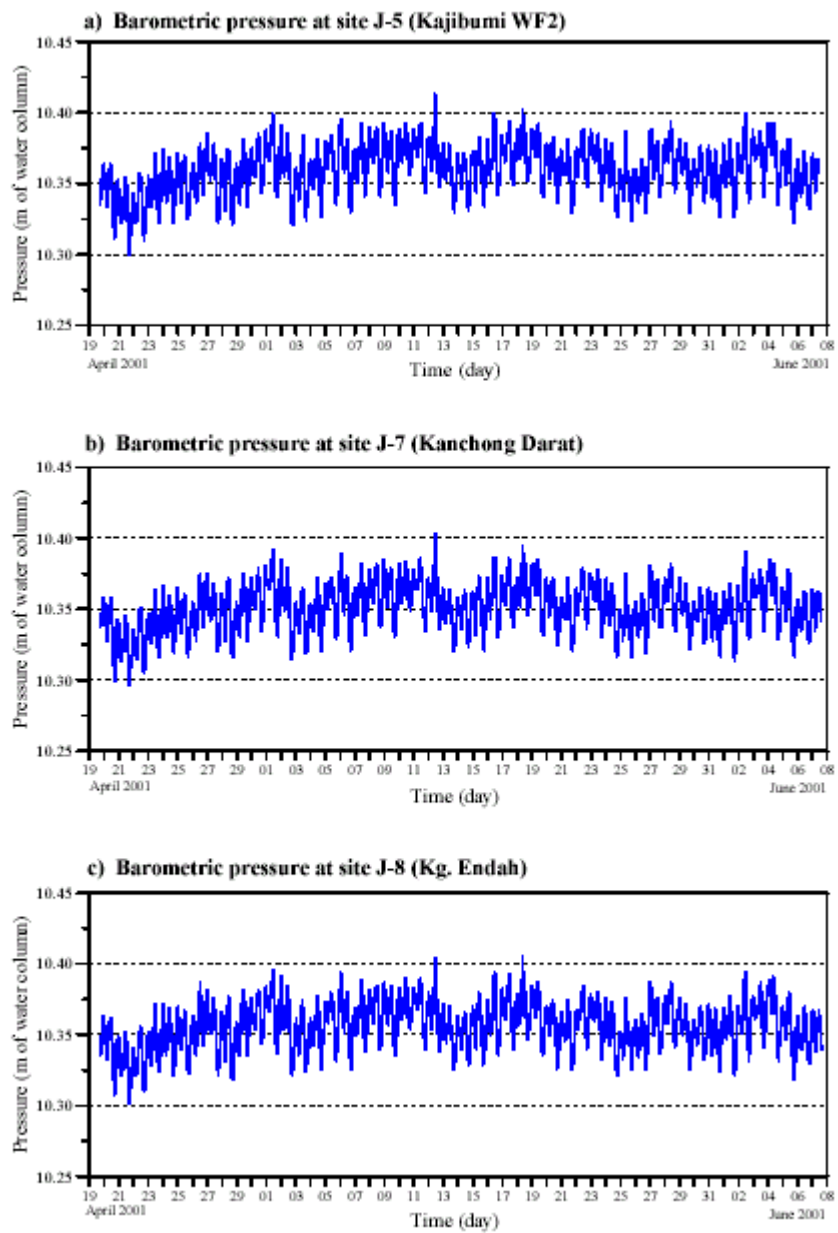 a) Barometric pressure at site J-5 (Kajibumi WF2)
10.45
10.40
10.35
10.30
10.25
Pressure (m of water column)
19 21 23 25 27 29 01 03 05 07 09 11 13 15 17 19 21 23 25 27 29 31 02 04 06 08
April 2001 June 2001
Time (day)
b) Barometric pressure at site J-7 (Kanchong Darat)
10.45
10.40
10.35
10.30
10.25
Pressure (m of water column)
19 21 23 25 27 29 01 03 05 07 09 11 13 15 17 19 21 23 25 27 29 31 02 04 06 08
April 2001 June 2001
Time (day)
c) Barometric pressure at site J-8 (Kg. Endah)
10.45
10.40
10.35
10.30
10.25
Pressure (m of water column)
19 21 23 25 27 29 01 03 05 07 09 11 13 15 17 19 21 23 25 27 29 31 02 04 06 08
April 2001 June 2001
Time (day)